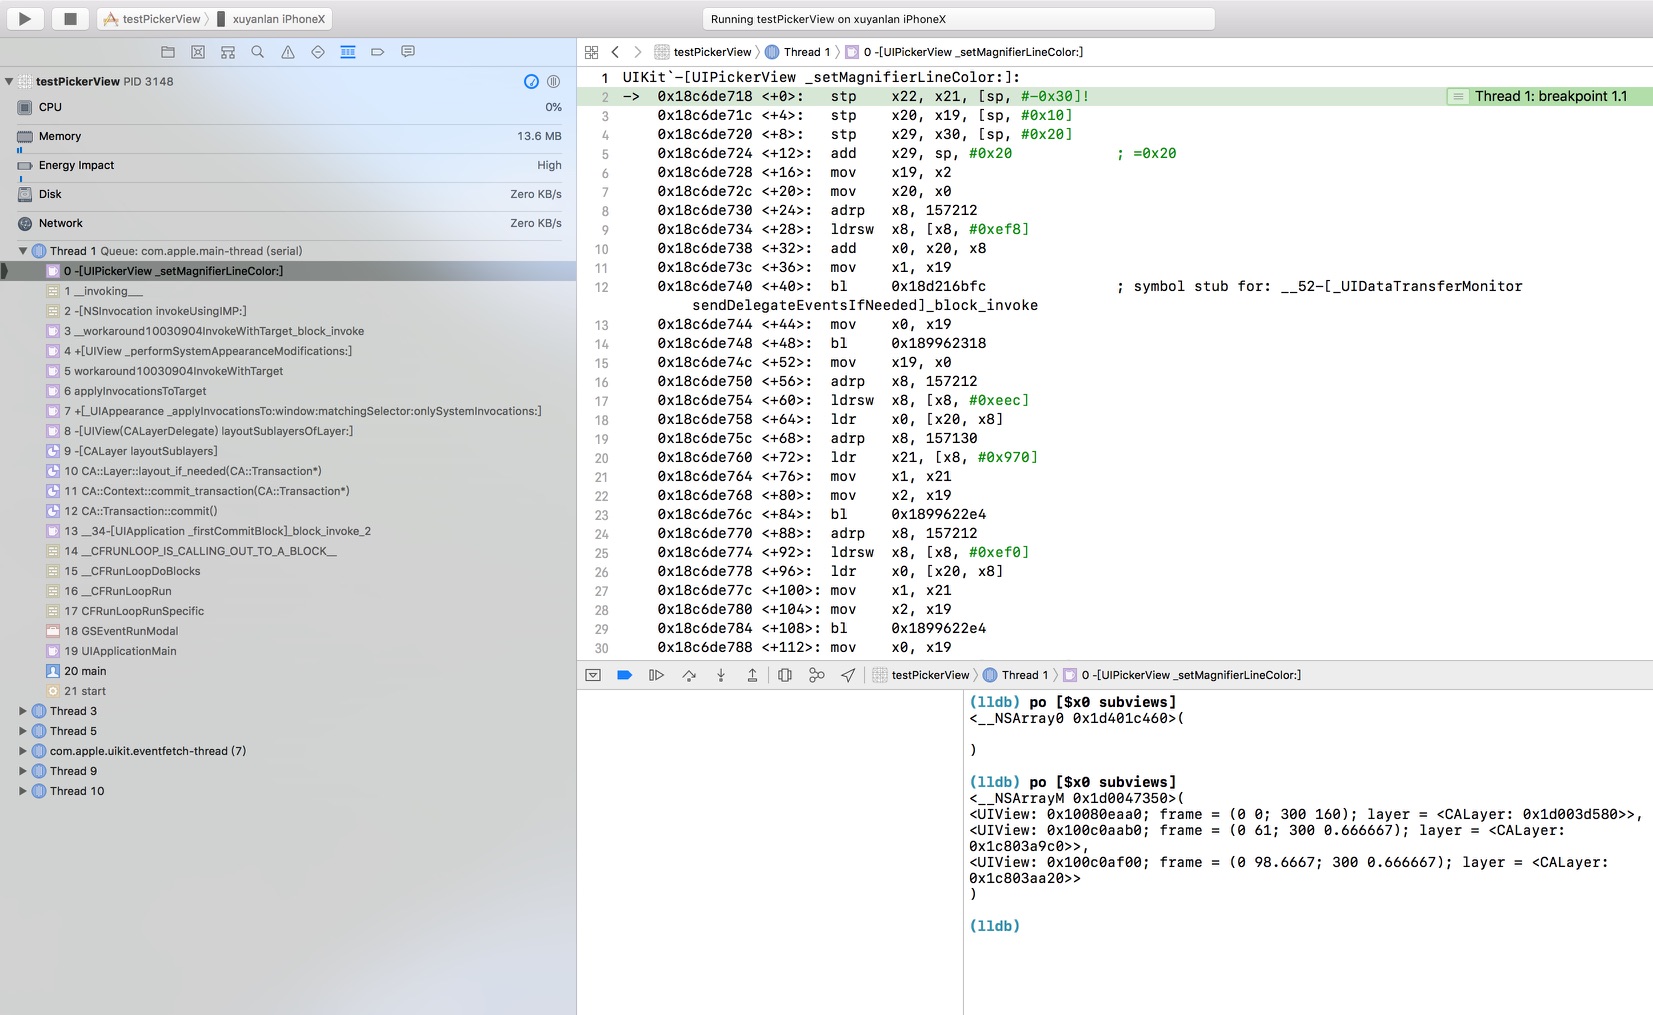 testPickerView
xuyanlan iPhoneX
Running testPickerView on xuyanlan iPhoneX
testPickerView PID 3148
CPU 0%
Memory 13.6 MB
Energy Impact High
Disk Zero KB/s
Network Zero KB/s
Thread 1 Queue: com.apple.main-thread (serial)
0 -[UIPickerView _setMagnifierLineColor:]
1 __invoking___
2 -[NSInvocation invokeUsingIMP:]
3 __workaround10030904InvokeWithTarget_block_invoke
4 +[UIView _performSystemAppearanceModifications:]
5 workaround10030904InvokeWithTarget
6 applyInvocationsToTarget
7 +[_UIAppearance _applyInvocationsTo:window:matchingSelector:onlySystemInvocations:]
8 -[UIView(CALayerDelegate) layoutSublayersOfLayer:]
9 -[CALayer layoutSublayers]
10 CA::Layer::layout_if_needed(CA::Transaction*)
11 CA::Context::commit_transaction(CA::Transaction*)
12 CA::Transaction::commit()
13 __34-[UIApplication _firstCommitBlock]_block_invoke_2
14 __CFRUNLOOP_IS_CALLING_OUT_TO_A_BLOCK__
15 __CFRunLoopDoBlocks
16 __CFRunLoopRun
17 CFRunLoopRunSpecific
18 GSEventRunModal
19 UIApplicationMain
20 main
21 start
Thread 3
Thread 5
com.apple.uikit.eventfetch-thread (7)
Thread 9
Thread 10
testPickerView Thread 1 0 -[UIPickerView _setMagnifierLineColor:]
1 UIKit`-[UIPickerView _setMagnifierLineColor:]:
2 -> 0x18c6de718 <+0>: stp x22, x21, [sp, #-0x30]! Thread 1: breakpoint 1.1
3 0x18c6de71c <+4>: stp x20, x19, [sp, #0x10]
4 0x18c6de720 <+8>: stp x29, x30, [sp, #0x20]
5 0x18c6de724 <+12>: add x29, sp, #0x20 ; =0x20
6 0x18c6de728 <+16>: mov x19, x2
7 0x18c6de72c <+20>: mov x20, x0
8 0x18c6de730 <+24>: adrp x8, 157212
9 0x18c6de734 <+28>: ldrsw x8, [x8, #0xef8]
10 0x18c6de738 <+32>: add x0, x20, x8
11 0x18c6de73c <+36>: mov x1, x19
12 0x18c6de740 <+40>: bl 0x18d216bfc ; symbol stub for: __52-[_UIDataTransferMonitor
sendDelegateEventsIfNeeded]_block_invoke
13 0x18c6de744 <+44>: mov x0, x19
14 0x18c6de748 <+48>: bl 0x189962318
15 0x18c6de74c <+52>: mov x19, x0
16 0x18c6de750 <+56>: adrp x8, 157212
17 0x18c6de754 <+60>: ldrsw x8, [x8, #0xeec]
18 0x18c6de758 <+64>: ldr x0, [x20, x8]
19 0x18c6de75c <+68>: adrp x8, 157130
20 0x18c6de760 <+72>: ldr x21, [x8, #0x970]
21 0x18c6de764 <+76>: mov x1, x21
22 0x18c6de768 <+80>: mov x2, x19
23 0x18c6de76c <+84>: bl 0x1899622e4
24 0x18c6de770 <+88>: adrp x8, 157212
25 0x18c6de774 <+92>: ldrsw x8, [x8, #0xef0]
26 0x18c6de778 <+96>: ldr x0, [x20, x8]
27 0x18c6de77c <+100>: mov x1, x21
28 0x18c6de780 <+104>: mov x2, x19
29 0x18c6de784 <+108>: bl 0x1899622e4
30 0x18c6de788 <+112>: mov x0, x19
testPickerView Thread 1 0 -[UIPickerView _setMagnifierLineColor:]
(lldb) po [$x0 subviews]
<__NSArray0 0x1d401c460>(
)
(lldb) po [$x0 subviews]
<__NSArrayM 0x1d0047350>(
<UIView: 0x10080eaa0; frame = (0 0; 300 160); layer = <CALayer: 0x1d003d580>>,
<UIView: 0x100c0aab0; frame = (0 61; 300 0.666667); layer = <CALayer:
0x1c803a9c0>>,
<UIView: 0x100c0af00; frame = (0 98.6667; 300 0.666667); layer = <CALayer:
0x1c803aa20>>
)
(lldb)